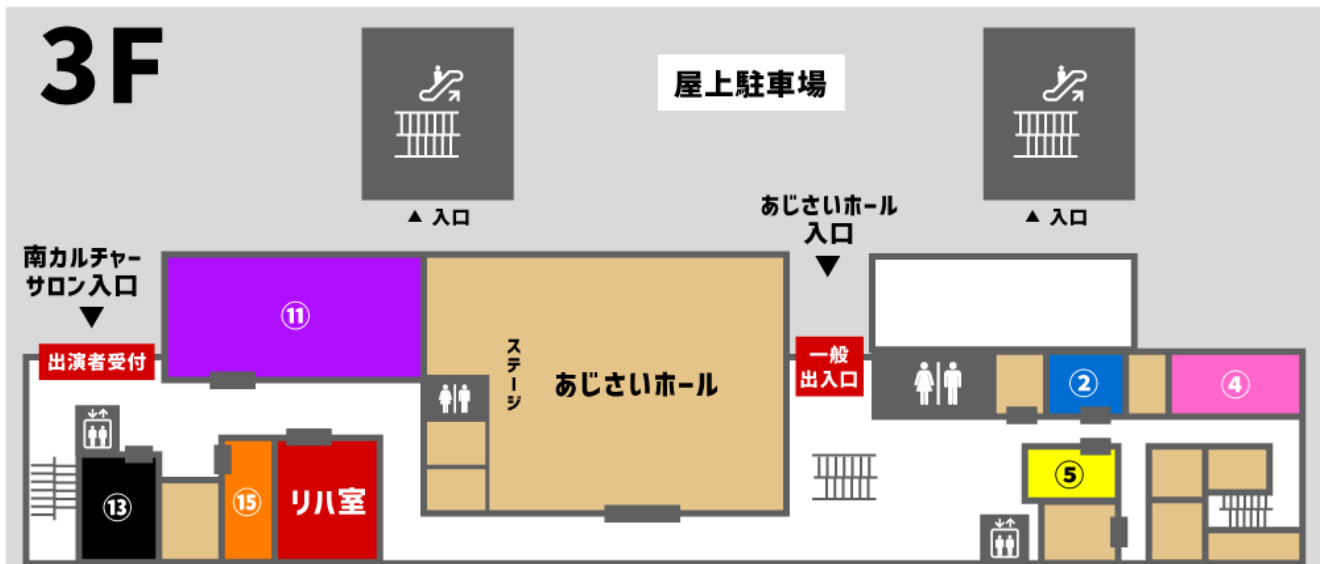 3F
屋上駐車場
▲ 入口
▲ 入口
あじさいホール
入口
▼
南カルチャー
サロン入口
▼
出演者受付
⑪
ステージ
あじさいホール
一般
出入口
②
④
⑤
⑬
⑮
リハ室